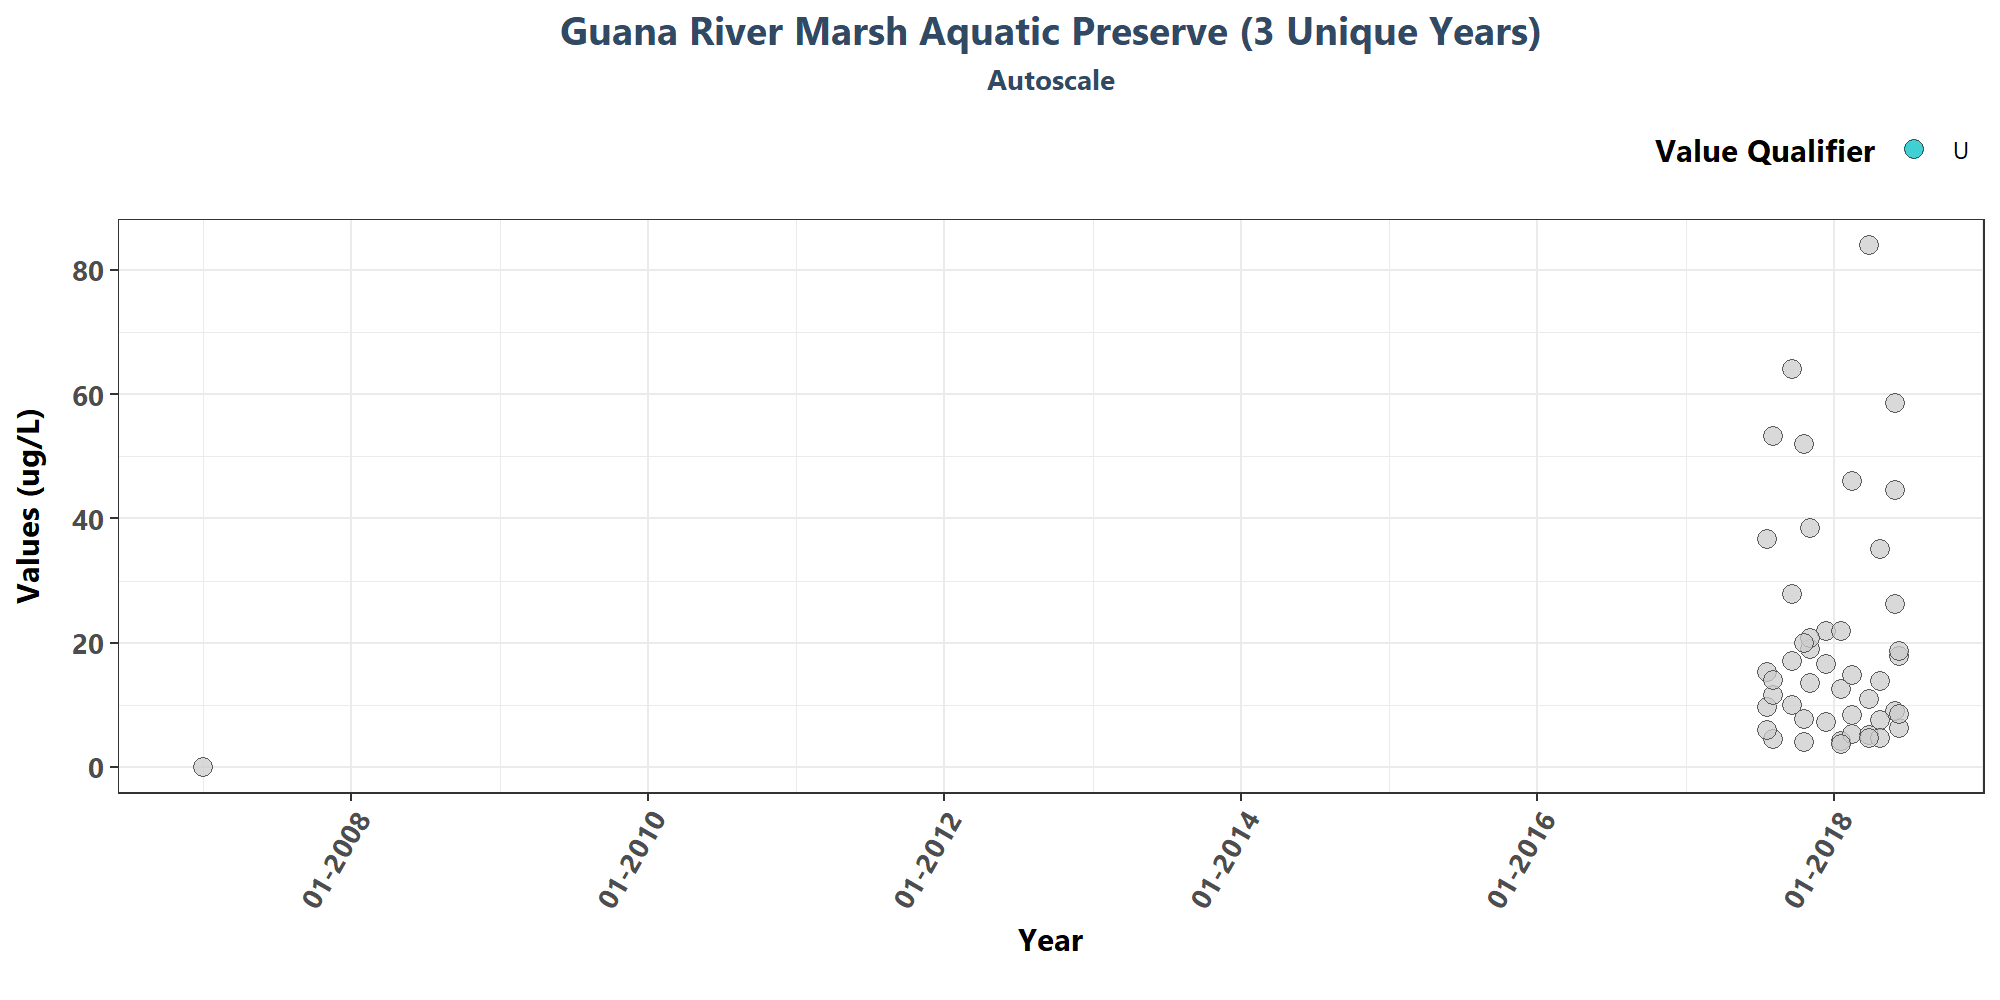 Guana River Marsh Aquatic Preserve (3 Unique Years)
Autoscale
Value Qualifier U
80
60
40
20
0
Values (ug/L)
01-2008
01-2010
01-2012
01-2014
01-2016
01-2018
Year